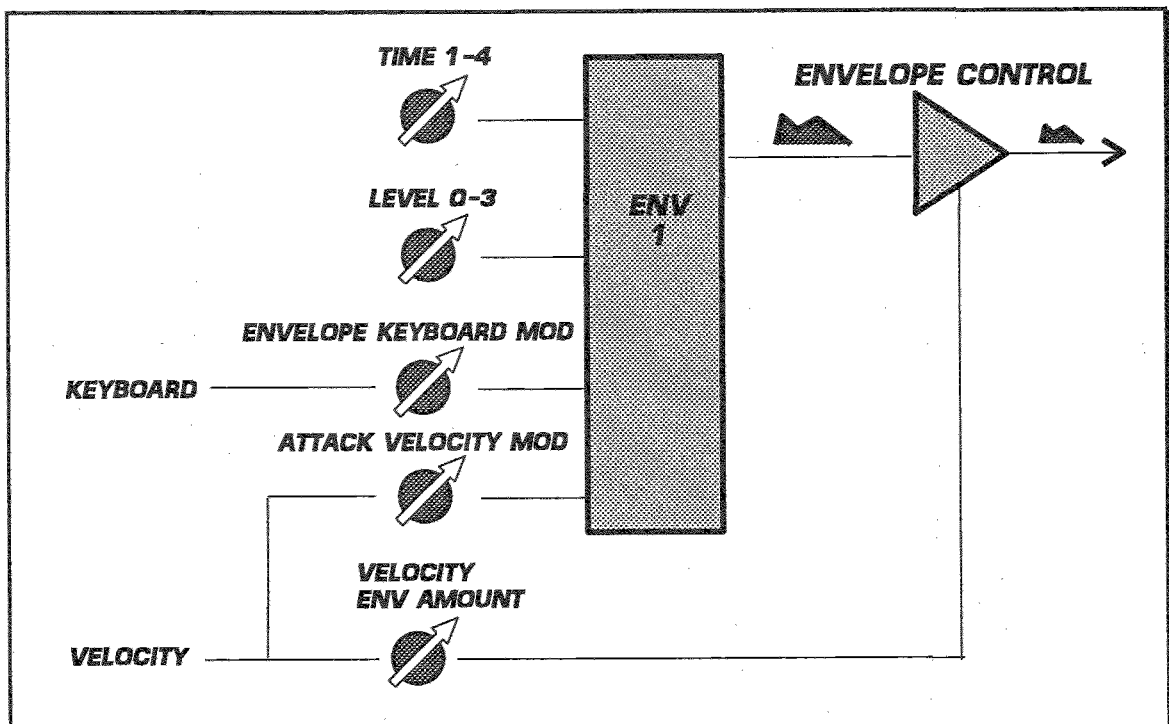 TIME 1-4
ENVELOPE CONTROL
LEVEL 0-3
ENV
1
ENVELOPE KEYBOARD MOD
KEYBOARD
ATTACK VELOCITY MOD
VELOCITY
ENV AMOUNT
VELOCITY